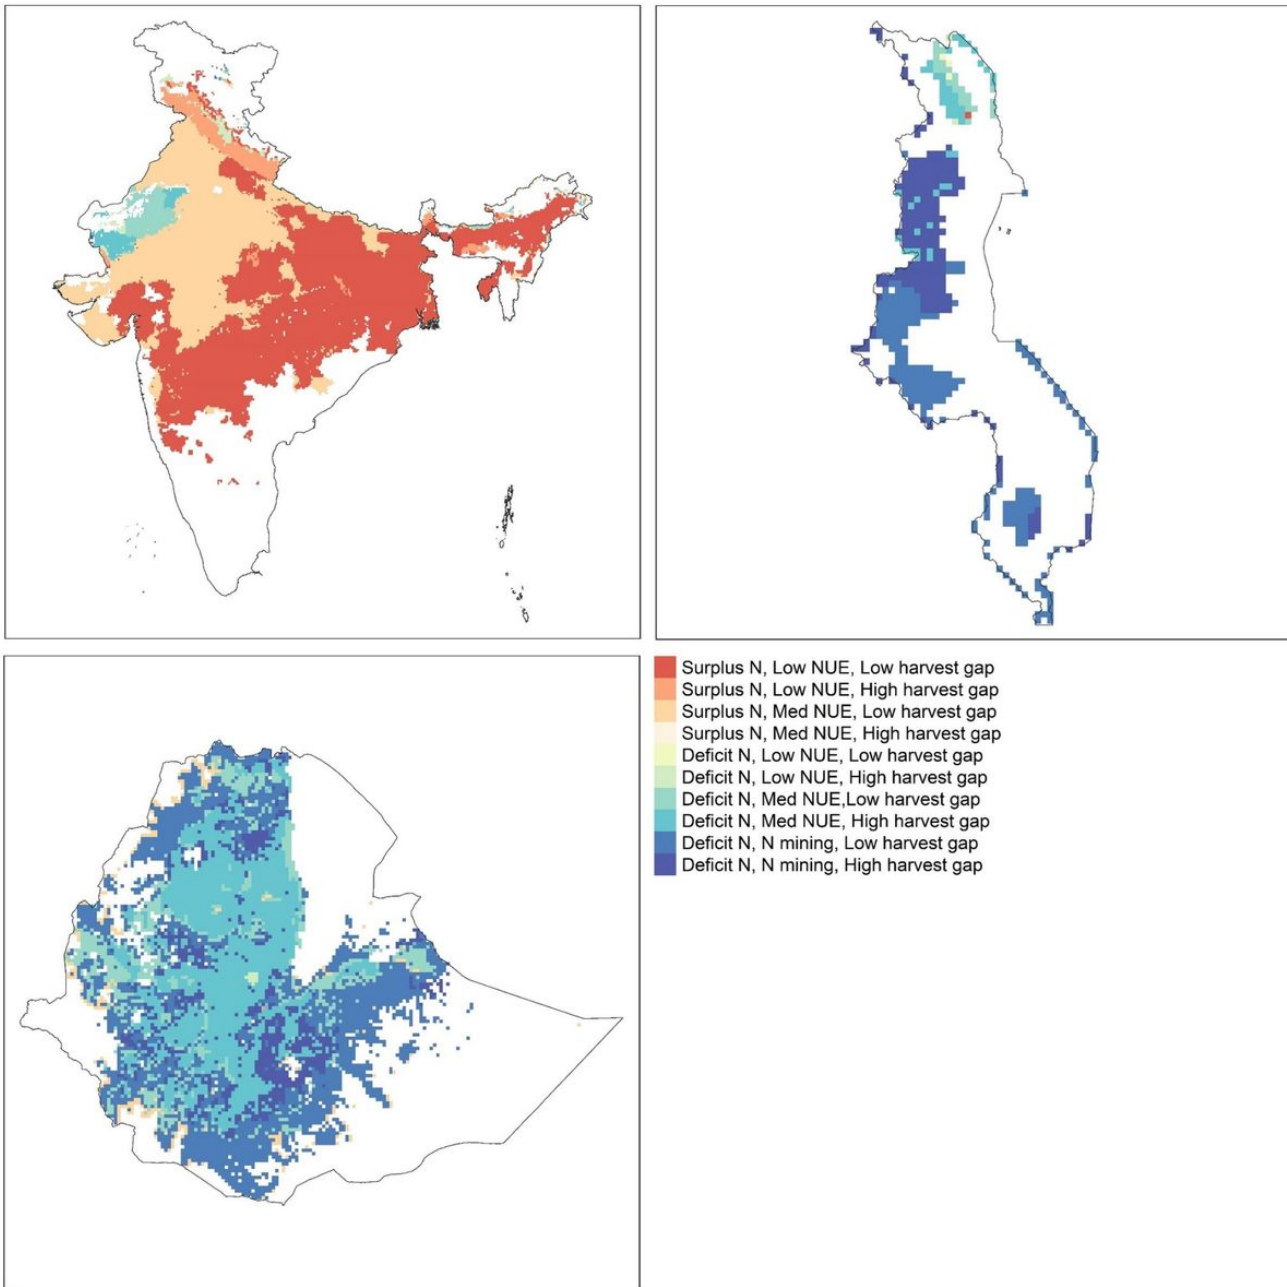 Surplus N, Low NUE, Low harvest gap
Surplus N, Low NUE, High harvest gap
Surplus N, Med NUE, Low harvest gap
Surplus N, Med NUE, High harvest gap
Deficit N, Low NUE, Low harvest gap
Deficit N, Low NUE, High harvest gap
Deficit N, Med NUE,Low harvest gap
Deficit N, Med NUE, High harvest gap
Deficit N, N mining, Low harvest gap
Deficit N, N mining, High harvest gap